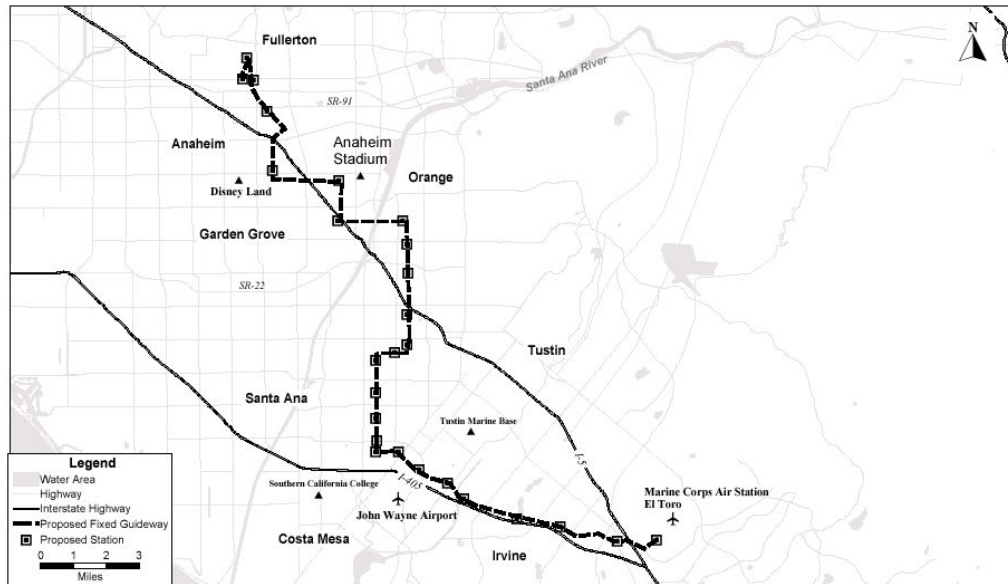 Fullerton
N
Santa Ana River
SR-91
Anaheim
Anaheim
Stadium
Disney Land
Orange
Garden Grove
SR-22
Tustin
Santa Ana
Tustin Marine Base
I-5
Southern California College
I-405
John Wayne Airport
Marine Corps Air Station
El Toro
Costa Mesa
Irvine
Legend
Water Area
Highway
Interstate Highway
Proposed Fixed Guideway
Proposed Station
0 1 2 3
Miles